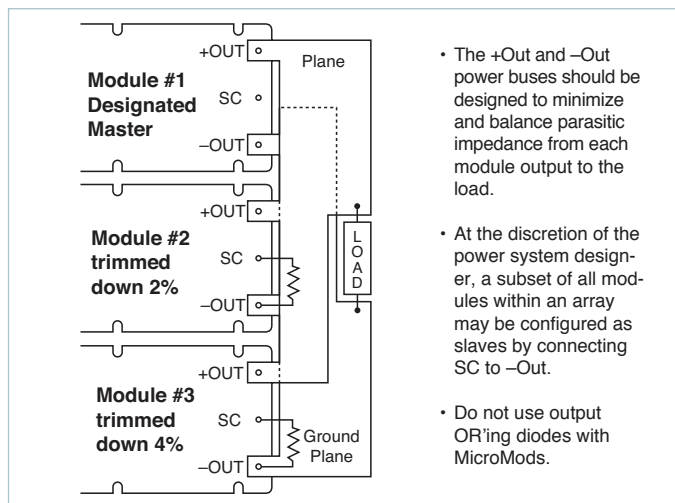 +OUT
Plane
Module #1
Designated
Master
SC
–OUT
+OUT
Module #2
trimmed
down 2%
SC
–OUT
LOAD
+OUT
Module #3
trimmed
down 4%
SC
Ground
Plane
–OUT
• The +Out and –Out
power buses should be
designed to minimize
and balance parasitic
impedance from each
module output to the
load.
• At the discretion of the
power system design-
er, a subset of all mod-
ules within an array
may be configured as
slaves by connecting
SC to –Out.
• Do not use output
OR'ing diodes with
MicroMods.